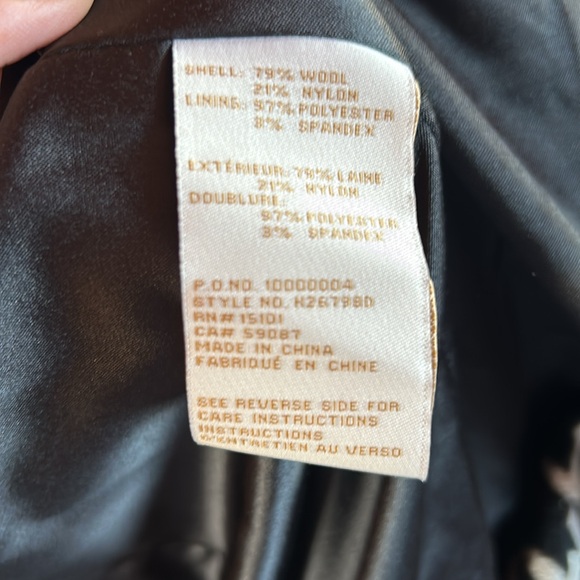 SHELL: 79% WOOL
21% NYLON
LINING: 97% POLYESTER
3% SPANDEX
EXTÉRIEUR: 79% LAINE
21% NYLON
DOUBLURE:
97% POLYESTER
3% SPANDEX
P.O.NO. 10000004
STYLE NO.
RN# 15101
CA# 59087
MADE IN CHINA
FABRIQUÉ EN CHINE
SEE REVERSE SIDE FOR
CARE INSTRUCTIONS
INSTRUCTIONS
D'ENTRETIEN AU VERSO